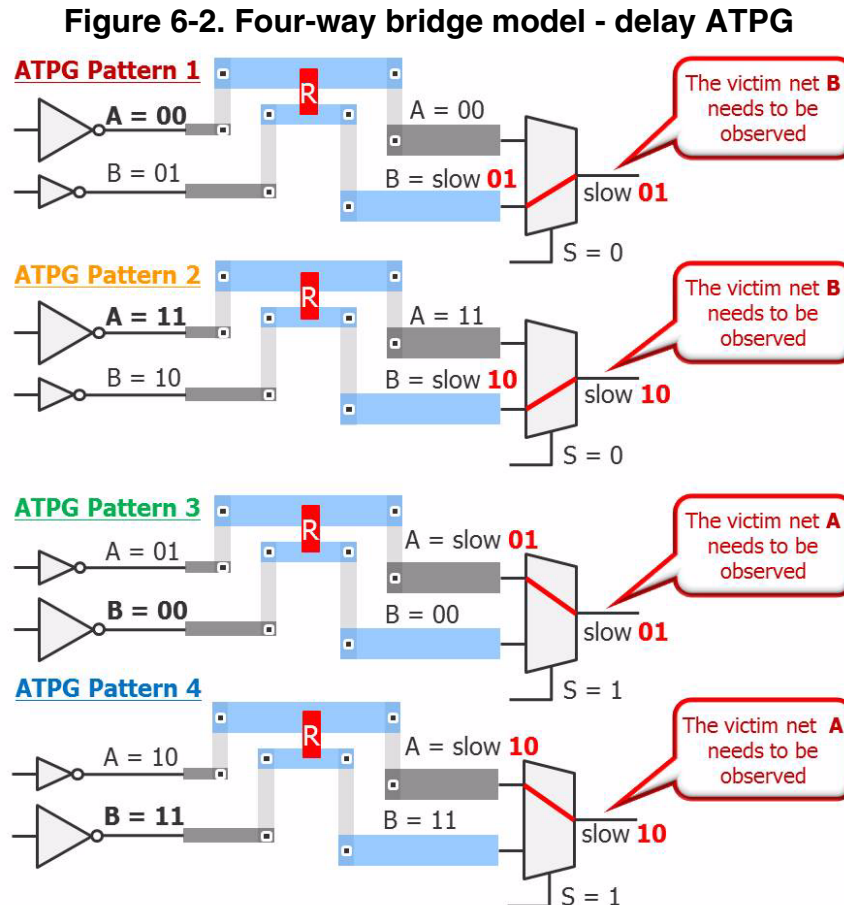 Figure 6-2. Four-way bridge model - delay ATPG
ATPG Pattern 1
A = 00
R
A = 00
The victim net B
needs to be
observed
B = 01
B = slow 01
slow 01
S = 0
ATPG Pattern 2
A = 11
R
A = 11
The victim net B
needs to be
observed
B = 10
B = slow 10
slow 10
S = 0
ATPG Pattern 3
A = 01
R
A = slow 01
The victim net A
needs to be
observed
B = 00
B = 00
slow 01
S = 1
ATPG Pattern 4
A = 10
R
A = slow 10
The victim net A
needs to be
observed
B = 11
B = 11
slow 10
S = 1